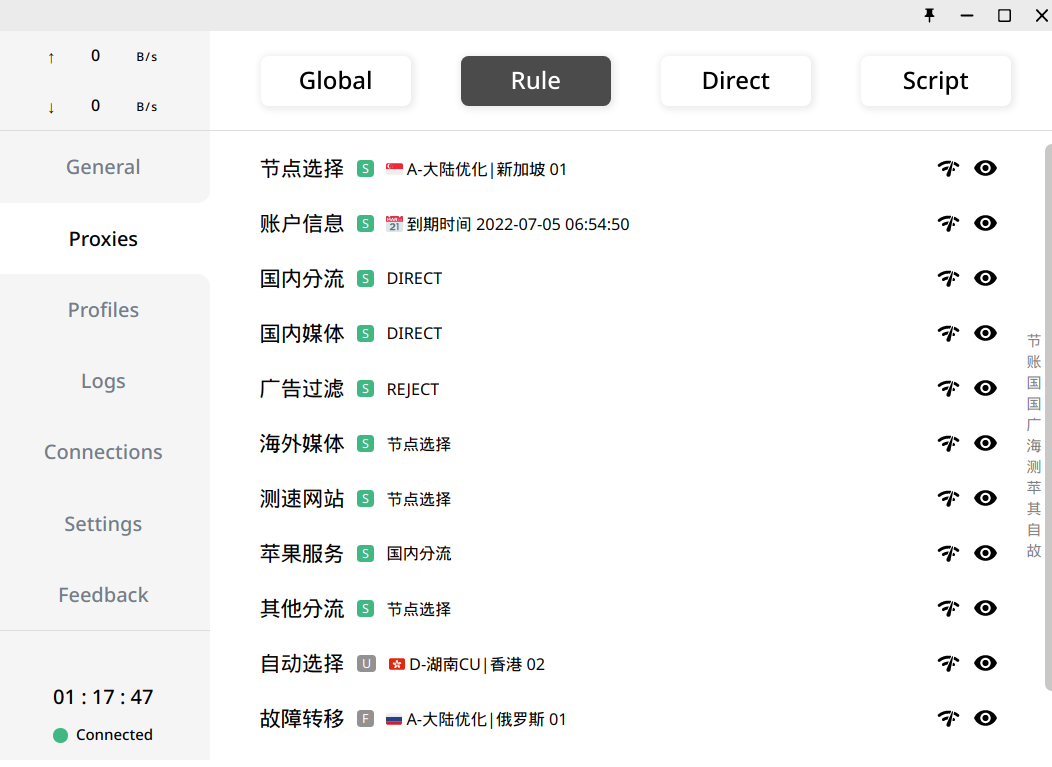 ↑ 0 B/s
↓ 0 B/s
Global Rule Direct Script
General
Proxies
Profiles
Logs
Connections
Settings
Feedback
01 : 17 : 47
Connected
节点选择 S A-大陆优化|新加坡 01
账户信息 S 到期时间 2022-07-05 06:54:50
国内分流 S DIRECT
国内媒体 S DIRECT
广告过滤 S REJECT
海外媒体 S 节点选择
测速网站 S 节点选择
苹果服务 S 国内分流
其他分流 S 节点选择
自动选择 U D-湖南CU|香港 02
故障转移 F A-大陆优化|俄罗斯 01
节
账
国
国
广
海
测
苹
其
自
故